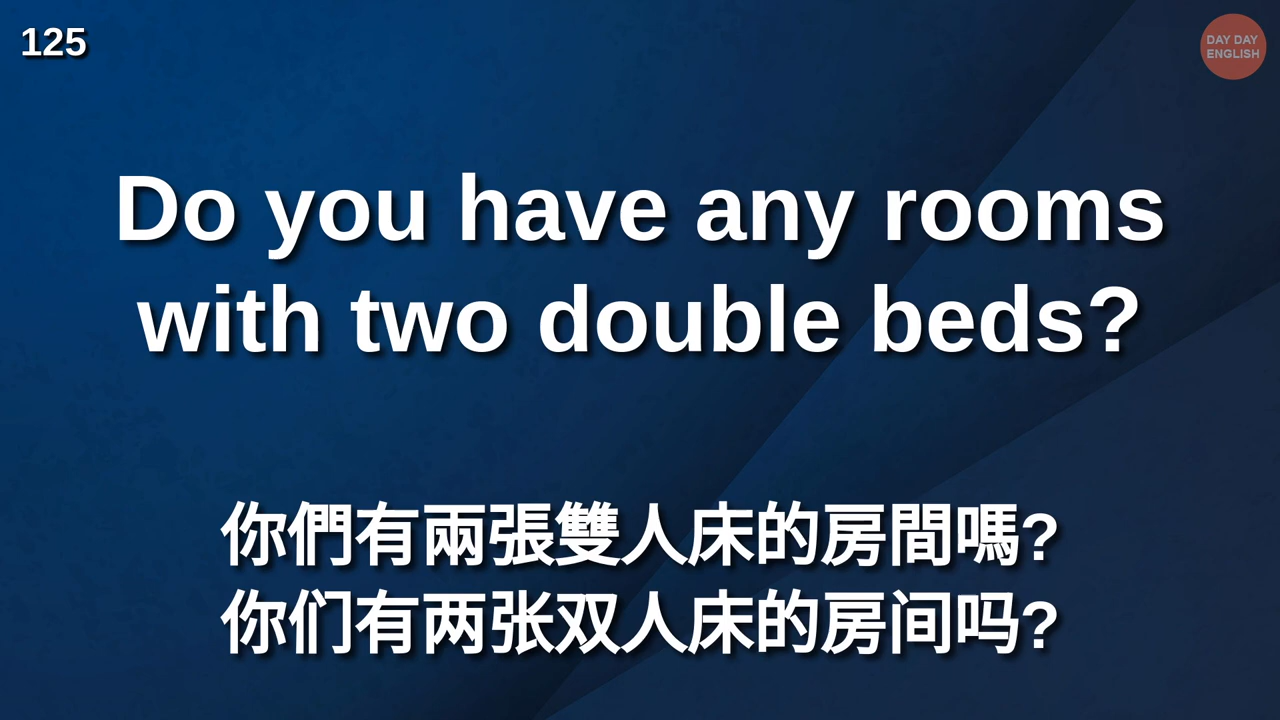 125
DAY DAY
ENGLISH
Do you have any rooms
with two double beds?
你們有兩張雙人床的房間嗎?
你们有两张双人床的房间吗?